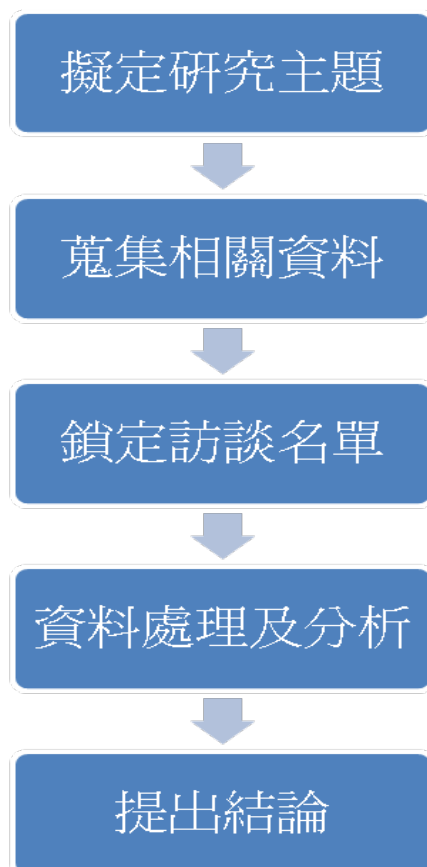 擬定研究主題
蒐集相關資料
鎖定訪談名單
資料處理及分析
提出結論